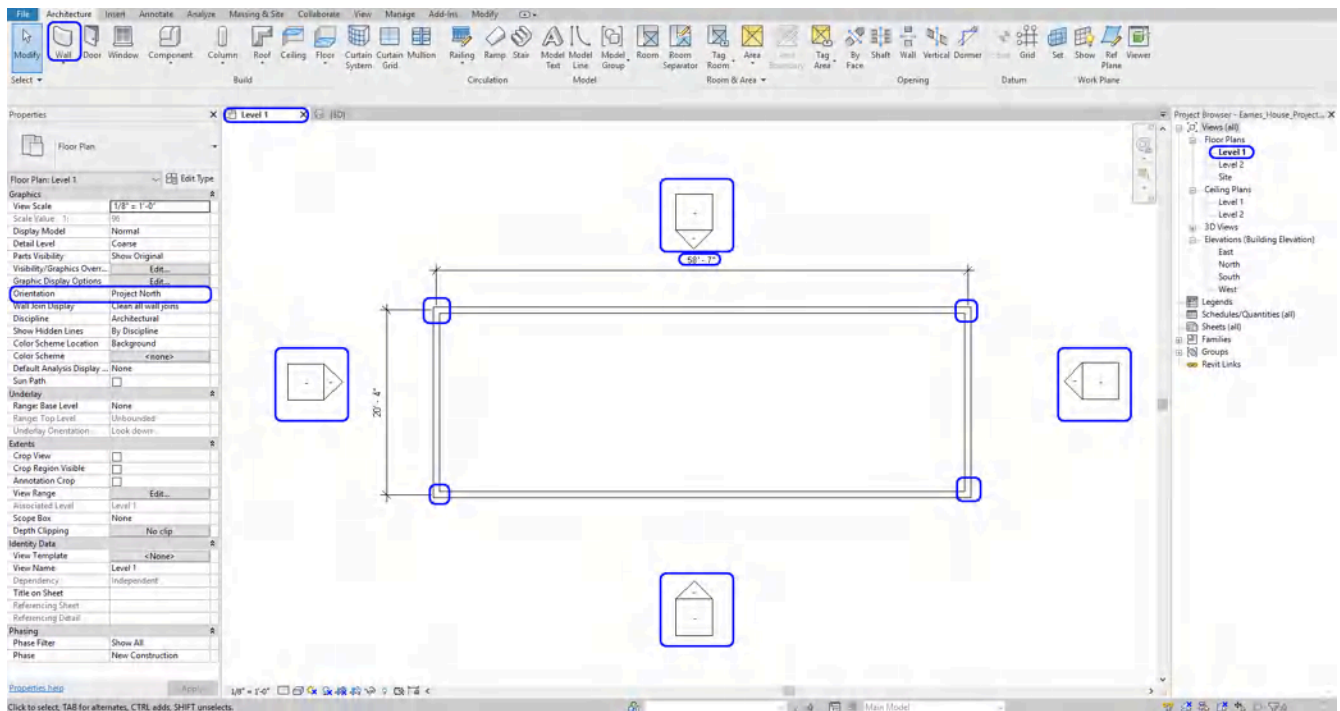 File Architecture Insert Annotate Analyze Massing & Site Collaborate View Manage Add-Ins Modify
Modify Wall Door Window Component Column Roof Ceiling Floor Curtain System Curtain Grid Mullion Railing Ramp Stair Model Text Model Line Model Group Room Room Separator Tag Room Area Area Boundary Tag Area By Face Shaft Wall Vertical Dormer Grid Set Show Ref Plane Viewer
Select Build Circulation Model Room & Area Opening Datum Work Plane
Properties
Floor Plan
Floor Plan: Level 1 Edit Type
Graphics
View Scale 1/8" = 1'-0"
Scale Value 1: 96
Display Model Normal
Detail Level Coarse
Parts Visibility Show Original
Visibility/Graphics Overr... Edit...
Graphic Display Options Edit...
Orientation Project North
Wall Join Display Clean all wall joins
Discipline Architectural
Show Hidden Lines By Discipline
Color Scheme Location Background
Color Scheme <none>
Default Analysis Display ... None
Sun Path
Underlay
Range: Base Level None
Range: Top Level Unbounded
Underlay Orientation Look down
Extents
Crop View
Crop Region Visible
Annotation Crop
View Range Edit...
Associated Level Level 1
Scope Box None
Depth Clipping No clip
Identity Data
View Template <None>
View Name Level 1
Dependency Independent
Title on Sheet
Referencing Sheet
Referencing Detail
Phasing
Phase Filter Show All
Phase New Construction
Properties help Apply
Level 1 {3D}
58' - 7"
20' - 4"
1/8" = 1'-0"
Project Browser - Eames_House_Project...
Views (all)
Floor Plans
Level 1
Level 2
Site
Ceiling Plans
Level 1
Level 2
3D Views
Elevations (Building Elevation)
East
North
South
West
Legends
Schedules/Quantities (all)
Sheets (all)
Families
Groups
Revit Links
Click to select, TAB for alternates, CTRL adds, SHIFT unselects.
Main Model